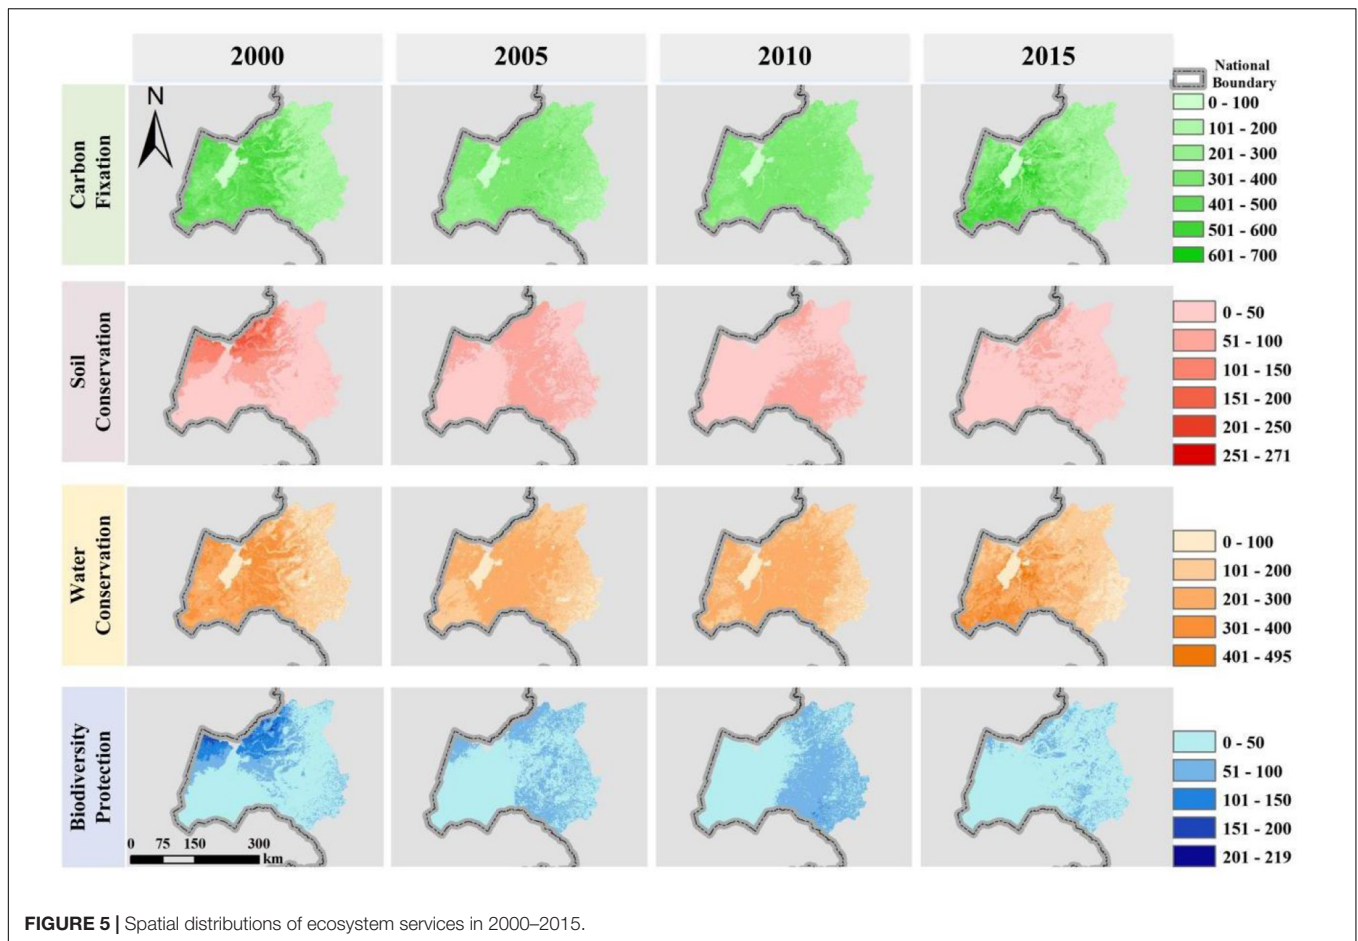 2000
2005
2010
2015
National
Boundary
Carbon
Fixation
N
0 - 100
101 - 200
201 - 300
301 - 400
401 - 500
501 - 600
601 - 700
Soil
Conservation
0 - 50
51 - 100
101 - 150
151 - 200
201 - 250
251 - 271
Water
Conservation
0 - 100
101 - 200
201 - 300
301 - 400
401 - 495
Biodiversity
Protection
0 75 150 300
km
0 - 50
51 - 100
101 - 150
151 - 200
201 - 219
FIGURE 5 | Spatial distributions of ecosystem services in 2000–2015.